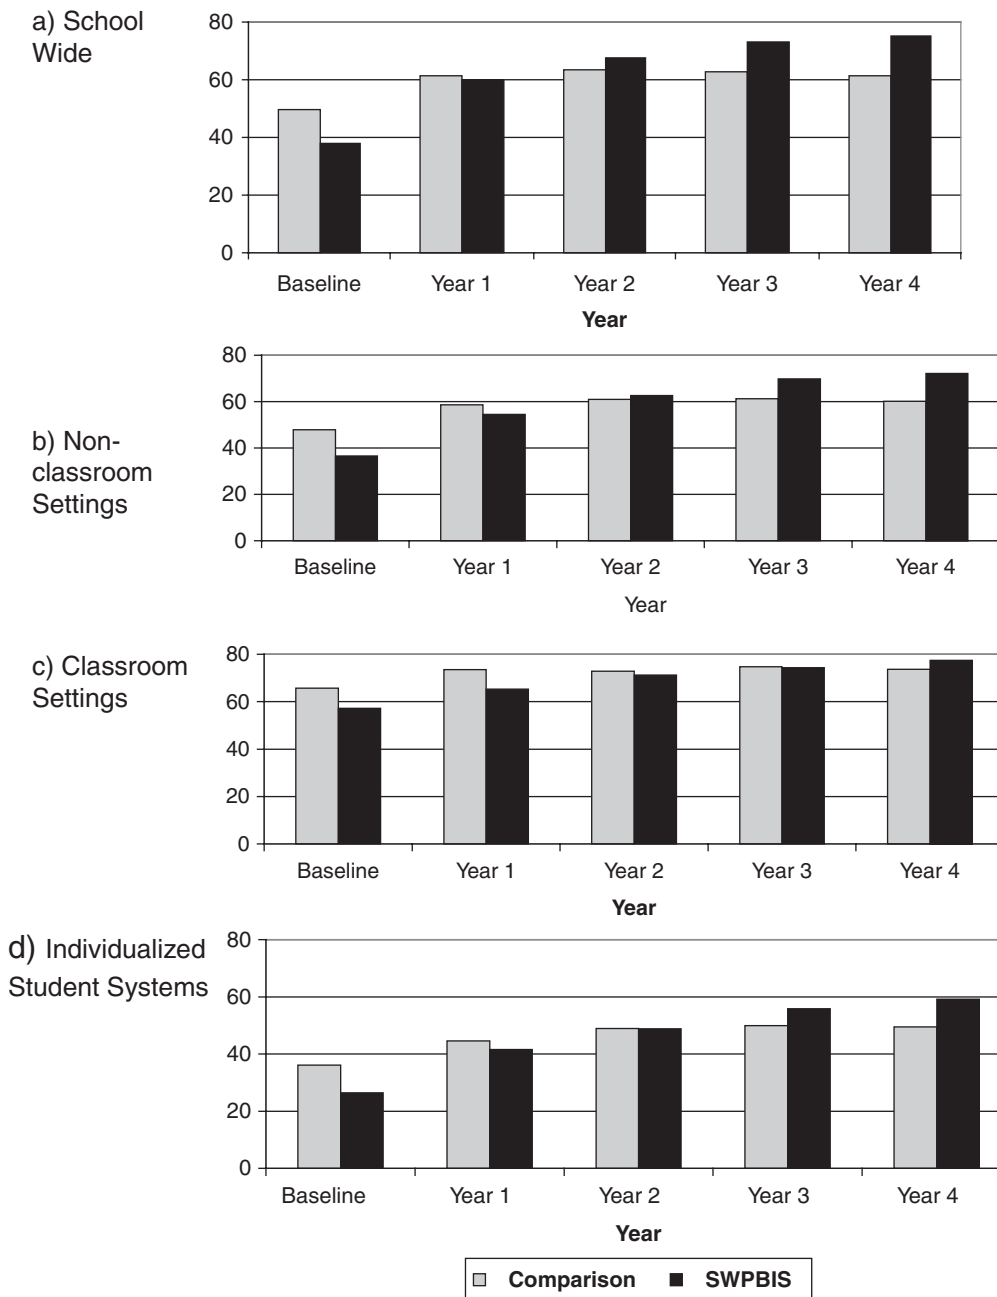 a) School
Wide
80
60
40
20
0
Baseline Year 1 Year 2 Year 3 Year 4
Year
b) Non-
classroom
Settings
80
60
40
20
0
Baseline Year 1 Year 2 Year 3 Year 4
Year
c) Classroom
Settings
80
60
40
20
0
Baseline Year 1 Year 2 Year 3 Year 4
Year
d) Individualized
Student Systems
80
60
40
20
0
Baseline Year 1 Year 2 Year 3 Year 4
Year
Comparison SWPBIS